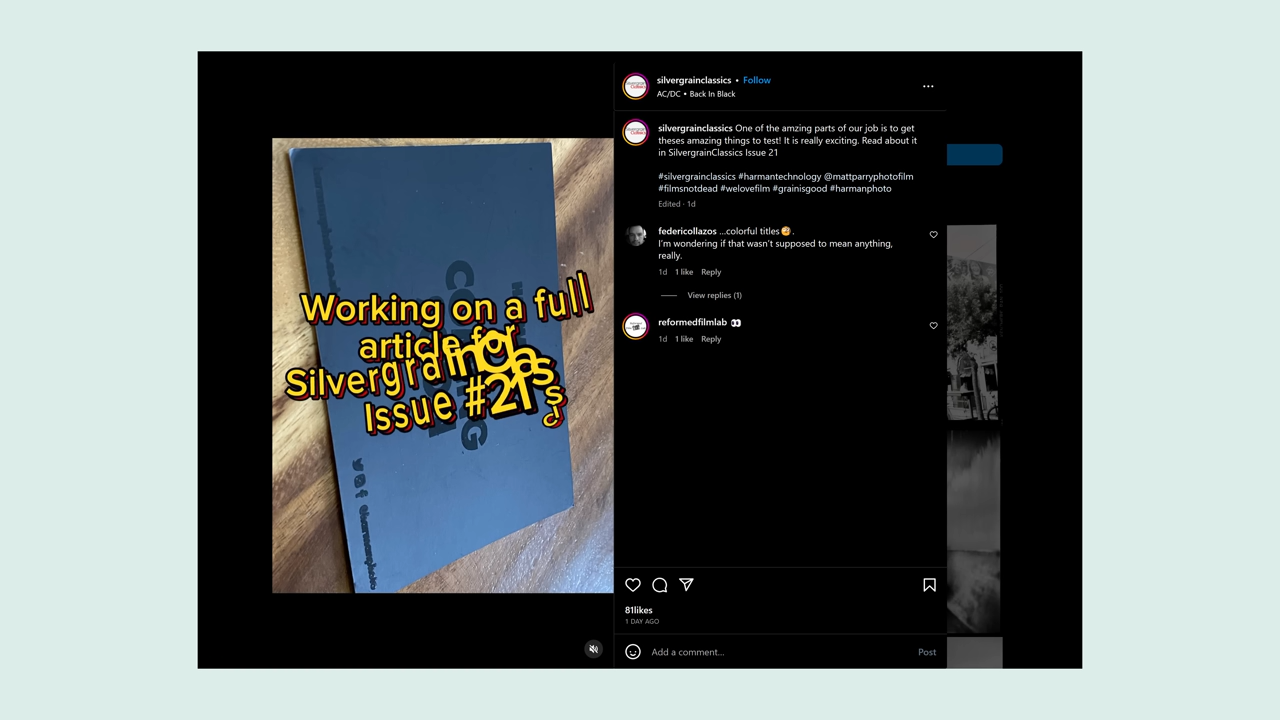 silvergrainclassics • Follow
AC/DC • Back In Black
Working on a full
article for
Issue #21
silvergrainclassics One of the amzing parts of our job is to get
theses amazing things to test! It is really exciting. Read about it
in SilvergrainClassics Issue 21
#silvergrainclassics #harmantechnology @mattparryphotofilm
#filmsnotdead #welovefilm #grainisgood #harmanphoto
Edited · 1d
federicollazos ...colorful titles🤔.
I'm wondering if that wasn't supposed to mean anything,
really.
1d 1 like Reply
View replies (1)
reformedfilmlab 👀
1d 1 like Reply
81likes
1 DAY AGO
Add a comment...
Post